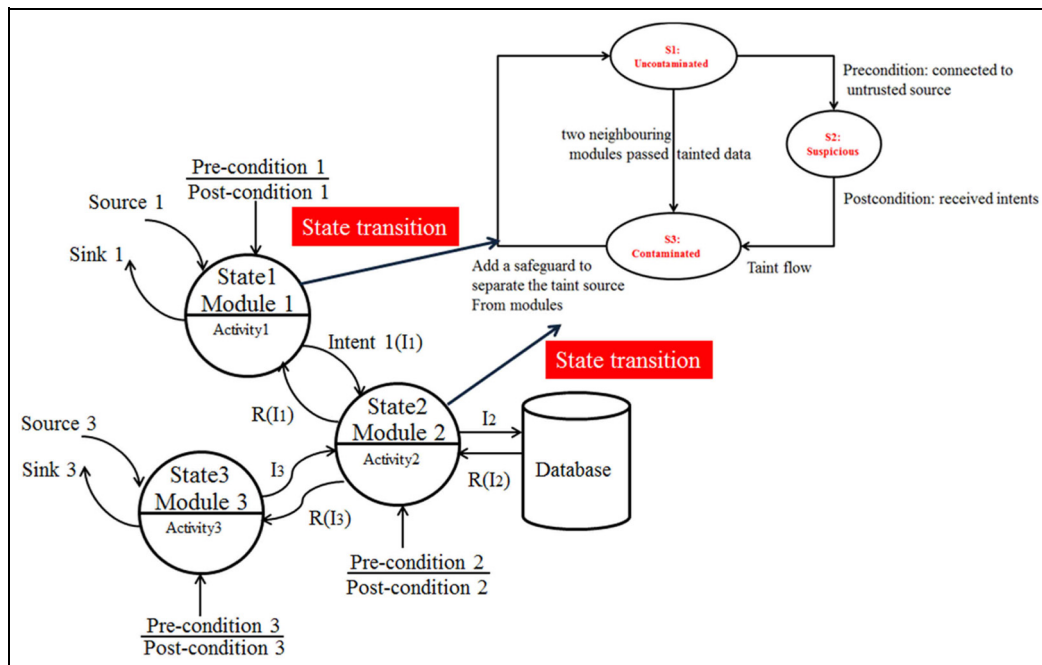 S1:
Uncontaminated
Precondition: connected to
untrusted source
two neighbouring
modules passed tainted data
S2:
Suspicious
Postcondition: received intents
S3:
Contaminated
Taint flow
Add a safeguard to
separate the taint source
From modules
Pre-condition 1
Post-condition 1
Source 1
Sink 1
State transition
State1
Module 1
Activity1
Intent 1(I1)
R(I1)
State transition
State2
Module 2
Activity2
I2
R(I2)
Database
Source 3
Sink 3
State3
Module 3
Activity3
I3
R(I3)
Pre-condition 2
Post-condition 2
Pre-condition 3
Post-condition 3